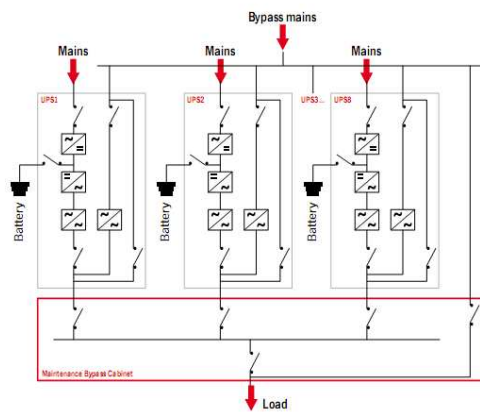 Bypass mains
Mains
Mains
Mains
UPS1
UPS2
UPS3...
UPS8
Battery
Battery
Battery
Maintenance Bypass Cabinet
Load